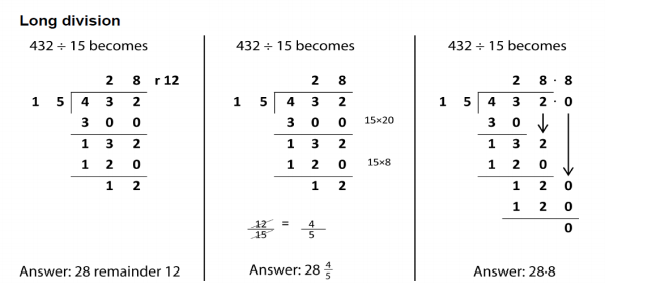 Long division
432 ÷ 15 becomes
2 8 r 12
1 5 4 3 2
3 0 0
1 3 2
1 2 0
1 2
Answer: 28 remainder 12
432 ÷ 15 becomes
2 8
1 5 4 3 2
3 0 0 15×20
1 3 2
1 2 0 15×8
1 2
12/15 = 4/5
Answer: 28 4/5
432 ÷ 15 becomes
2 8 · 8
1 5 4 3 2 · 0
3 0
1 3 2
1 2 0
1 2 0
1 2 0
0
Answer: 28·8